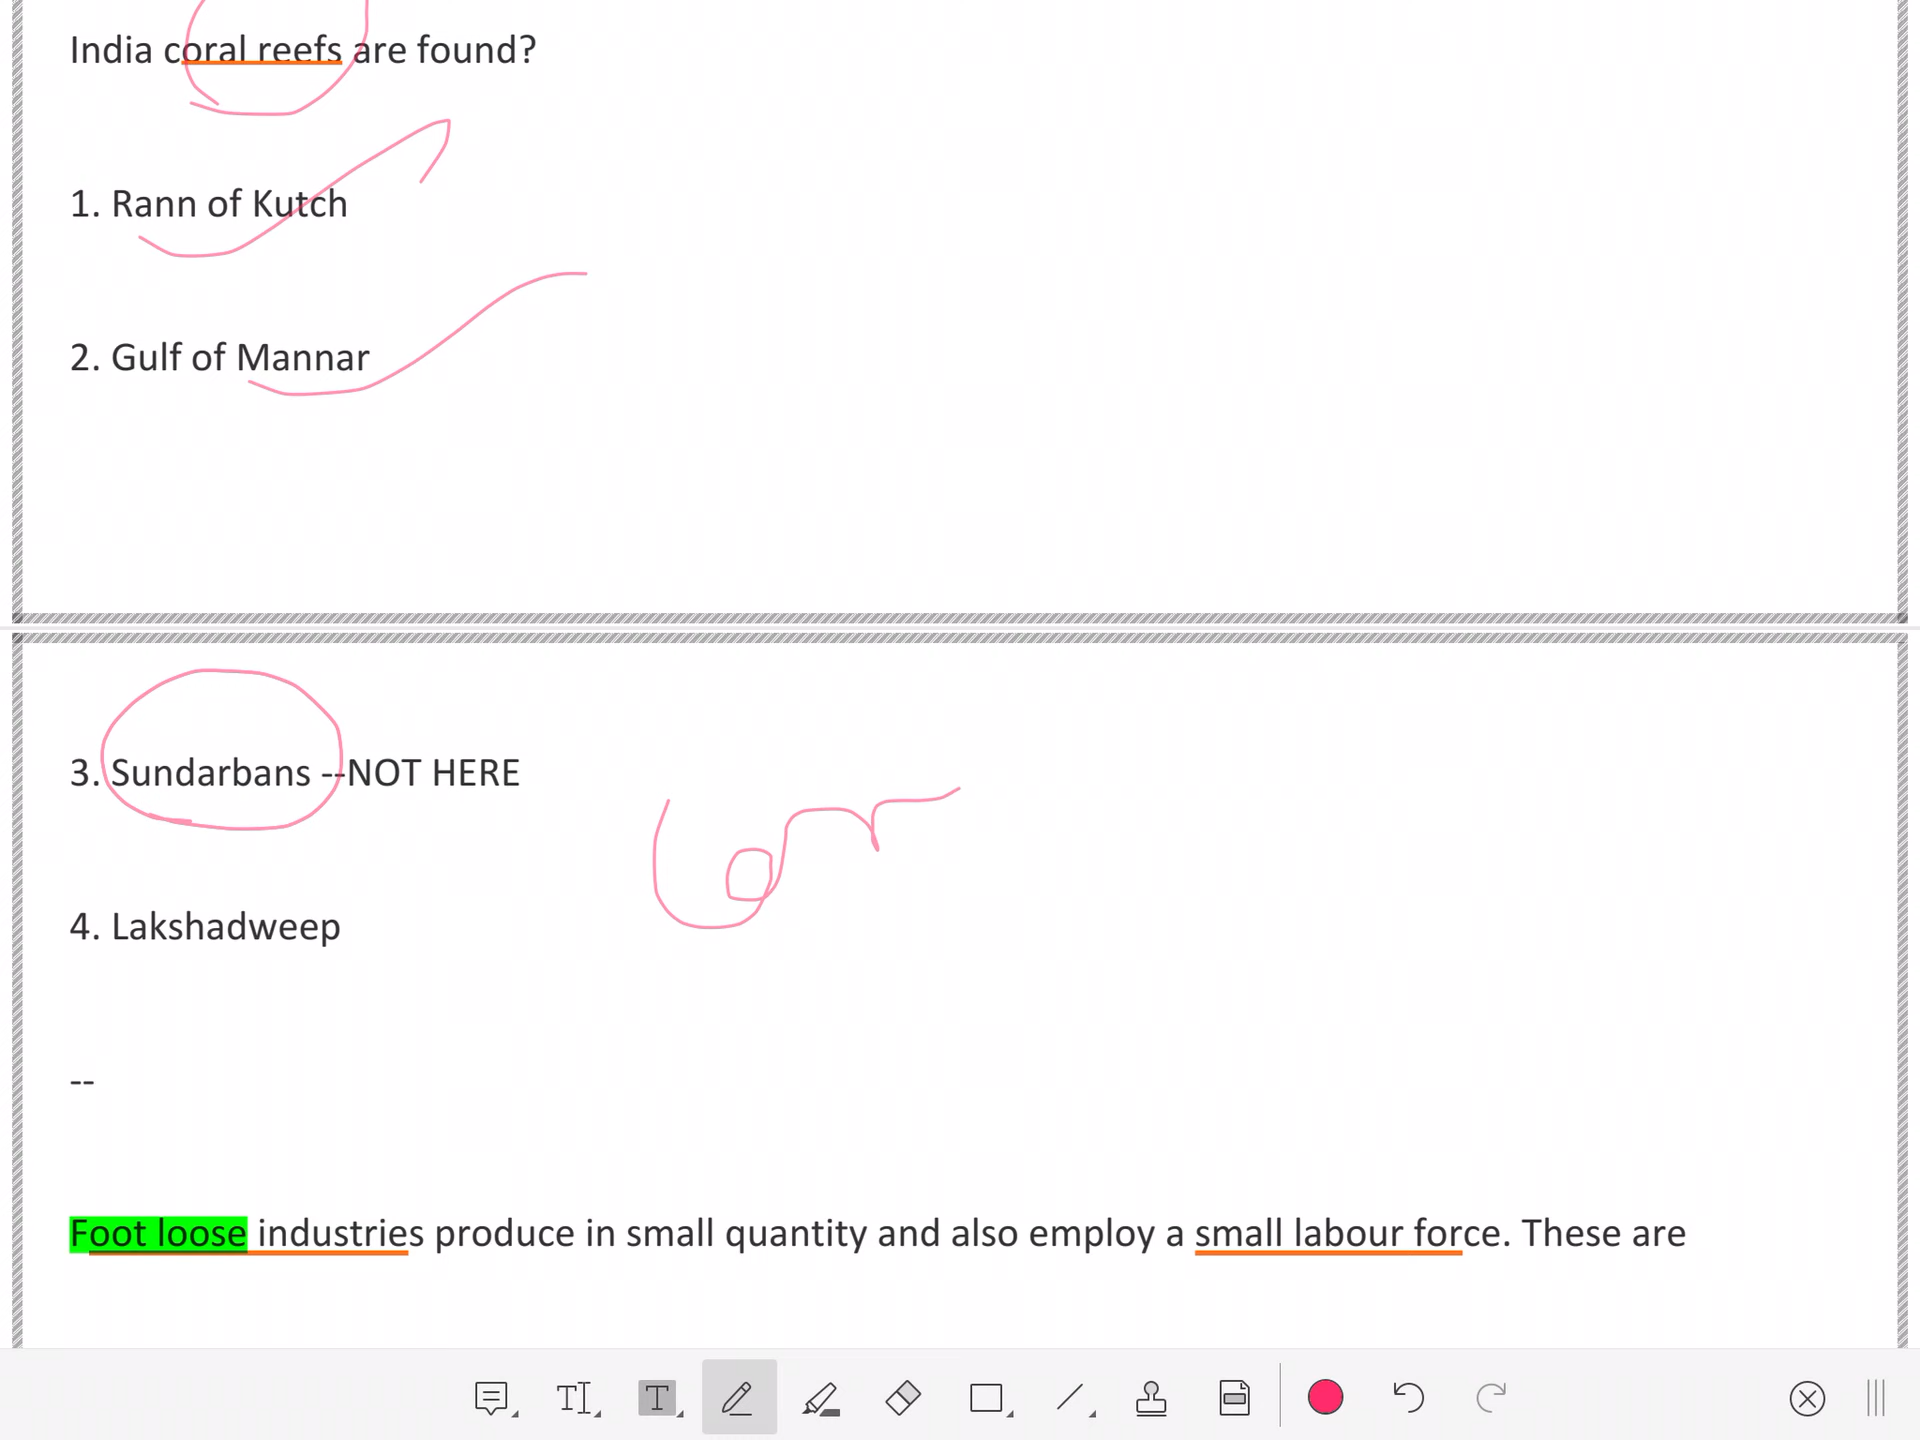 India coral reefs are found?
1. Rann of Kutch
2. Gulf of Mannar
3. Sundarbans --NOT HERE
4. Lakshadweep
--
Foot loose industries produce in small quantity and also employ a small labour force. These are